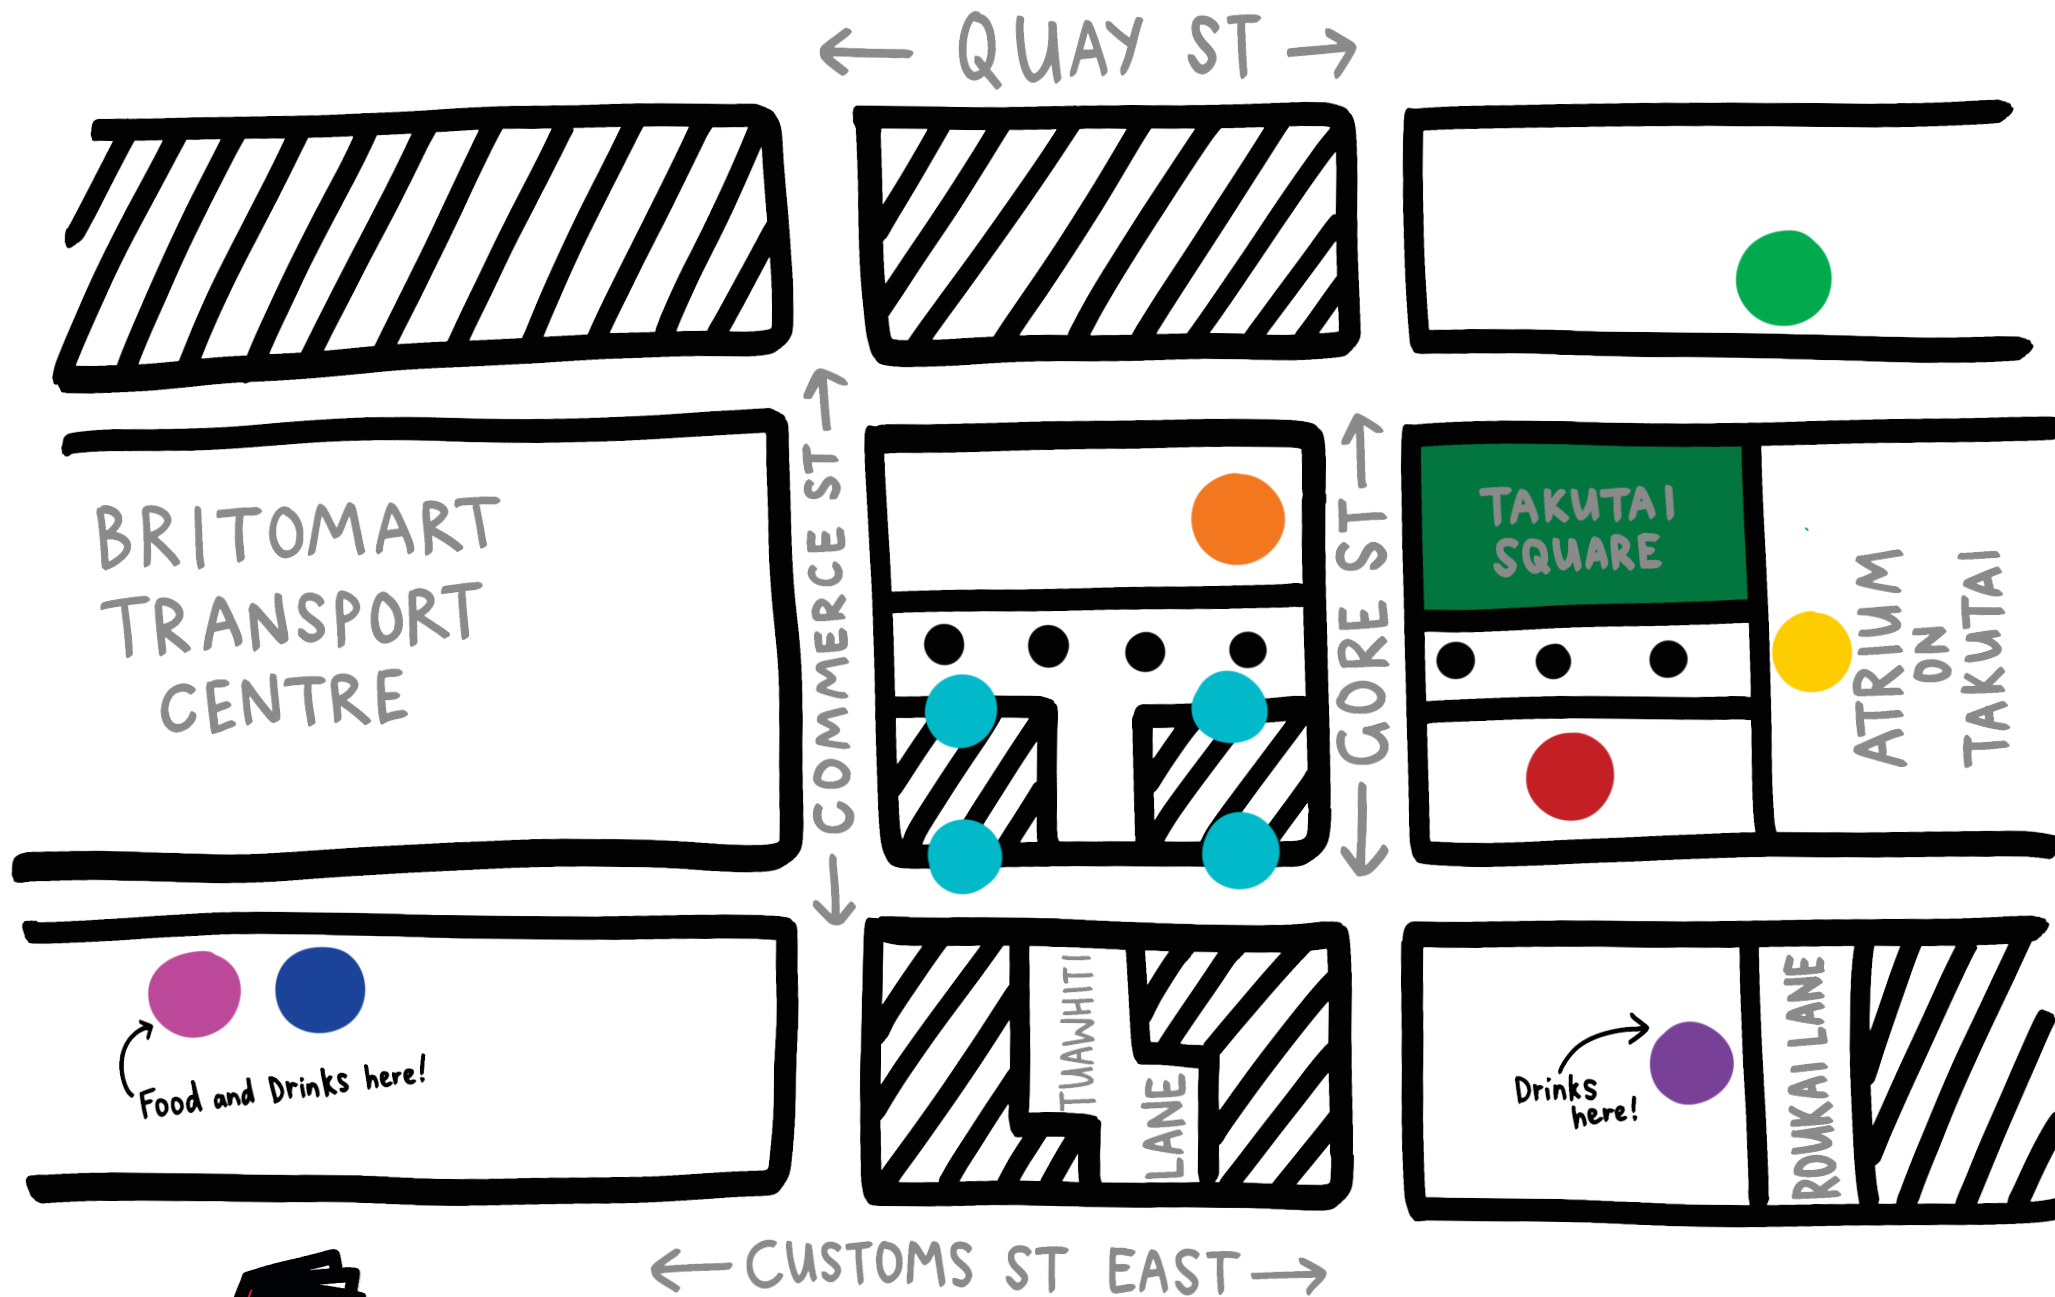 QUAY ST
BRITOMART
TRANSPORT
CENTRE
COMMERCE ST
GORE ST
TAKUTAI
SQUARE
ATRIUM
ON
TAKUTAI
Food and Drinks here!
TUAWHITI
LANE
Drinks
here!
ROUKAI LANE
CUSTOMS ST EAST